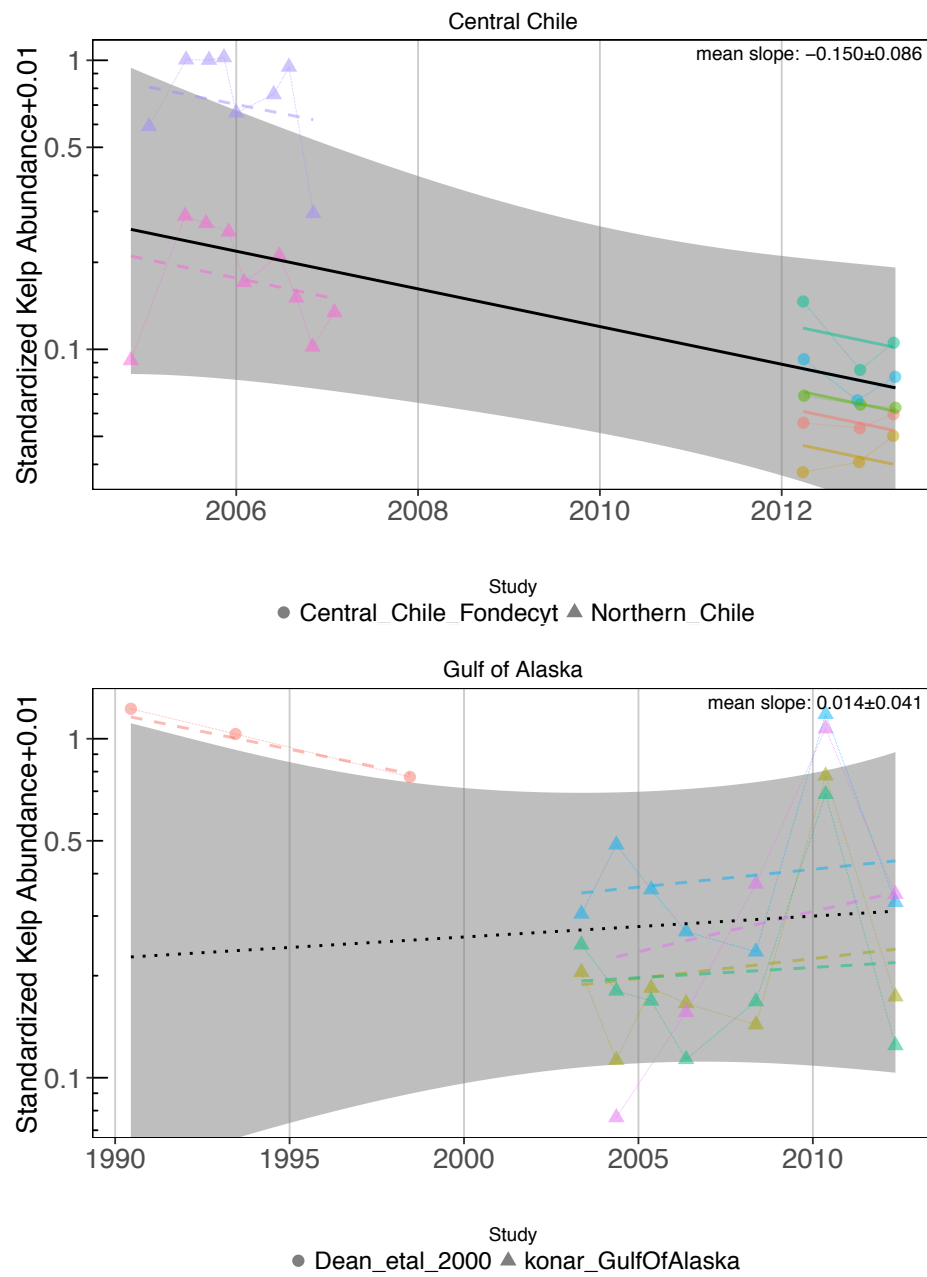 Central Chile
mean slope: −0.150±0.086
Standardized Kelp Abundance+0.01
1
0.5
0.1
2006 2008 2010 2012
Study
Central_Chile_Fondecyt Northern_Chile
Gulf of Alaska
mean slope: 0.014±0.041
Standardized Kelp Abundance+0.01
1
0.5
0.1
1990 1995 2000 2005 2010
Study
Dean_etal_2000 konar_GulfOfAlaska